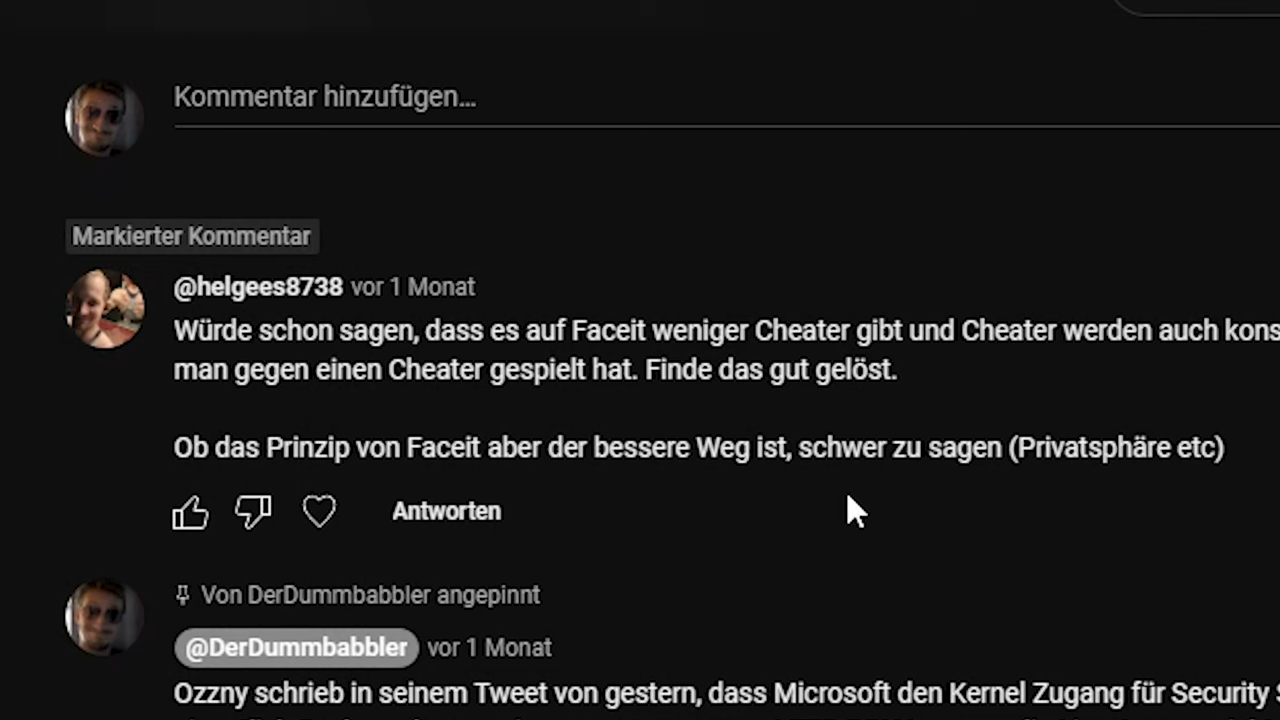 Kommentar hinzufügen...
Markierter Kommentar
@helgees8738 vor 1 Monat
Würde schon sagen, dass es auf Faceit weniger Cheater gibt und Cheater werden auch kons
man gegen einen Cheater gespielt hat. Finde das gut gelöst.
Ob das Prinzip von Faceit aber der bessere Weg ist, schwer zu sagen (Privatsphäre etc)
Antworten
Von DerDummbabbler angepinnt
@DerDummbabbler vor 1 Monat
Ozzny schrieb in seinem Tweet von gestern, dass Microsoft den Kernel Zugang für Security